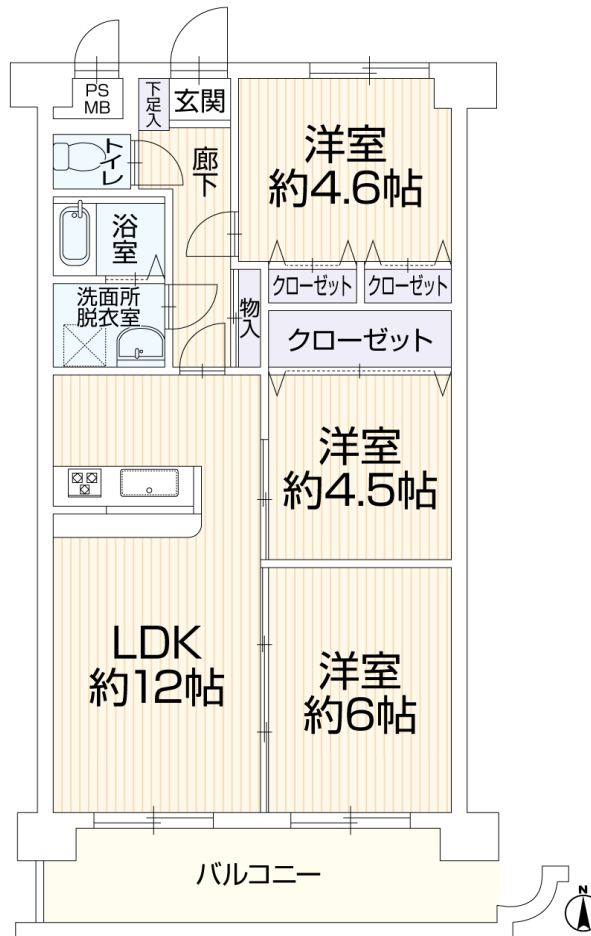 PS
MB
下足入
玄関
トイレ
廊下
洋室
約4.6帖
浴室
洗面所
脱衣室
物入
クローゼット
クローゼット
クローゼット
洋室
約4.5帖
LDK
約12帖
洋室
約6帖
バルコニー
N